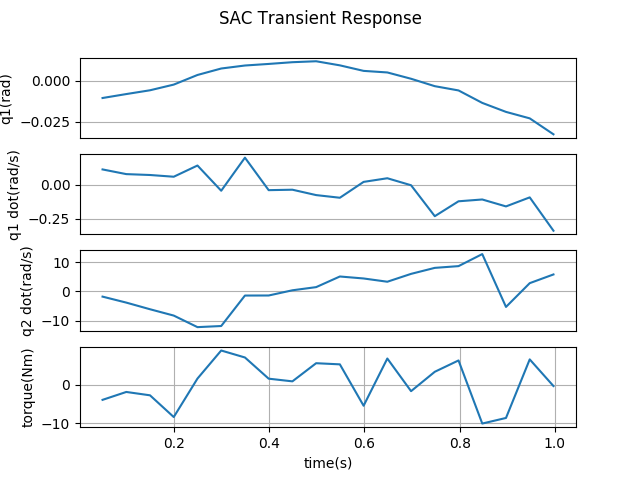 SAC Transient Response
q1(rad)
0.000
−0.025
q1 dot(rad/s)
0.00
−0.25
q2 dot(rad/s)
10
0
−10
torque(Nm)
0
−10
0.2 0.4 0.6 0.8 1.0
time(s)